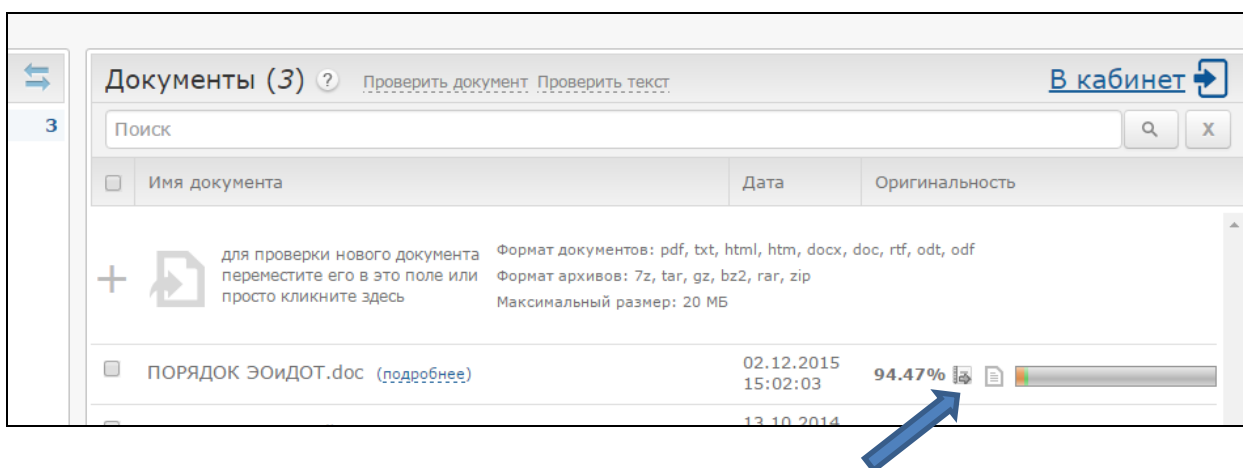 Документы (3) ? Проверить документ Проверить текст В кабинет
3
Поиск X
Имя документа Дата Оригинальность
для проверки нового документа
переместите его в это поле или
просто кликните здесь
Формат документов: pdf, txt, html, htm, docx, doc, rtf, odt, odf
Формат архивов: 7z, tar, gz, bz2, rar, zip
Максимальный размер: 20 МБ
ПОРЯДОК ЭОиДОТ.doc (подробнее) 02.12.2015
15:02:03 94.47%
13.10.2014